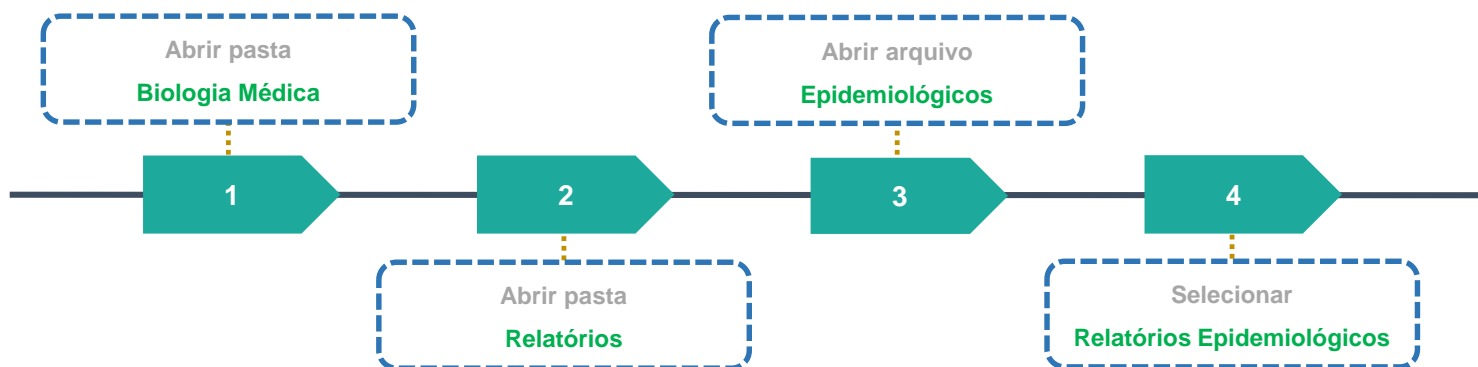 Abrir pasta
Biologia Médica
Abrir arquivo
Epidemiológicos
1
2
3
4
Abrir pasta
Relatórios
Selecionar
Relatórios Epidemiológicos